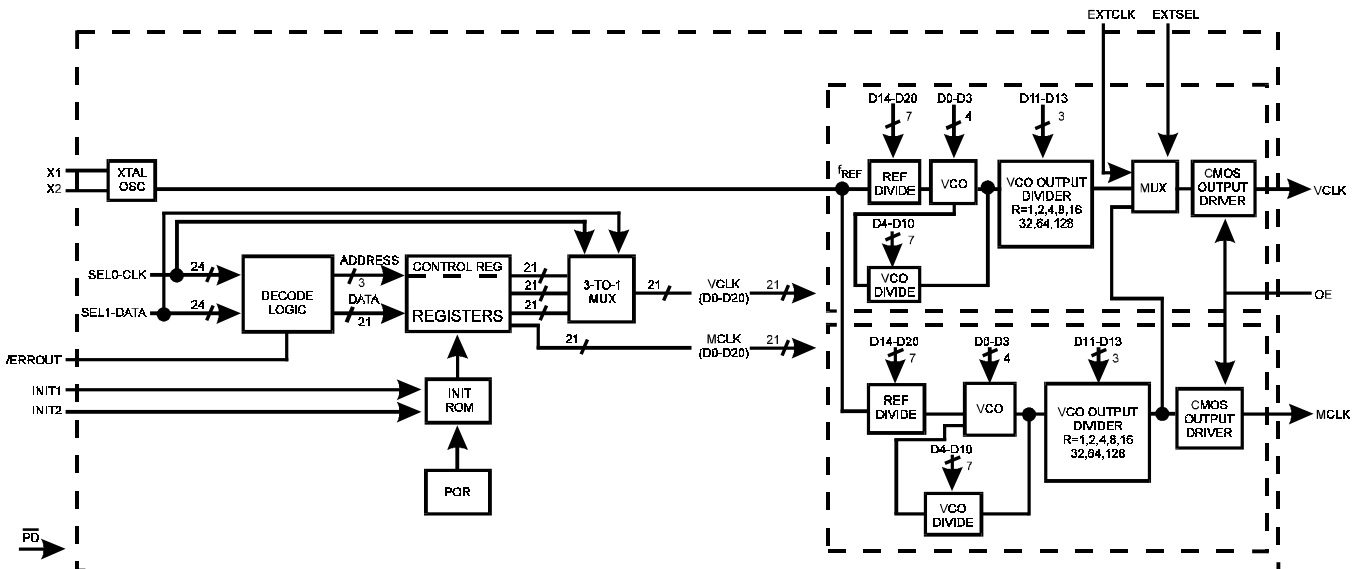 EXTCLK EXTSEL
D14-D20 D0-D3 D11-D13
7 4 3
X1
X2
XTAL
OSC
fREF
REF
DIVIDE
VCO
VCO OUTPUT
DIVIDER
R=1,2,4,8,16
32,64,128
MUX
CMOS
OUTPUT
DRIVER
VCLK
D4-D10
7
VCO
DIVIDE
SEL0-CLK
24
SEL1-DATA
24
DECODE
LOGIC
ADDRESS
3
DATA
21
CONTROL REG
REGISTERS
21
21
21
3-TO-1
MUX
21
VCLK
(D0-D20)
21
21
MCLK
(D0-D20)
21
OE
/ERROUT
INIT1
INIT2
INIT
ROM
POR
PD
D14-D20 D0-D3 D11-D13
7 4 3
REF
DIVIDE
VCO
VCO OUTPUT
DIVIDER
R=1,2,4,8,16
32,64,128
CMOS
OUTPUT
DRIVER
MCLK
D4-D10
7
VCO
DIVIDE